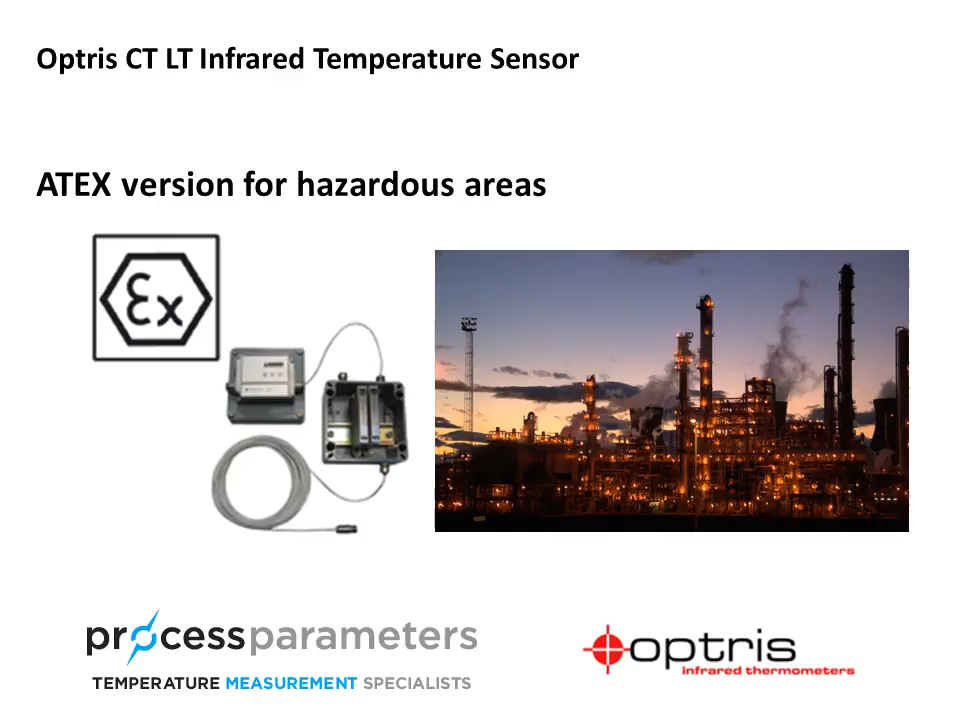 Optris CT LT Infrared Temperature Sensor
ATEX version for hazardous areas
Ex
processparameters
TEMPERATURE MEASUREMENT SPECIALISTS
optris
infrared thermometers